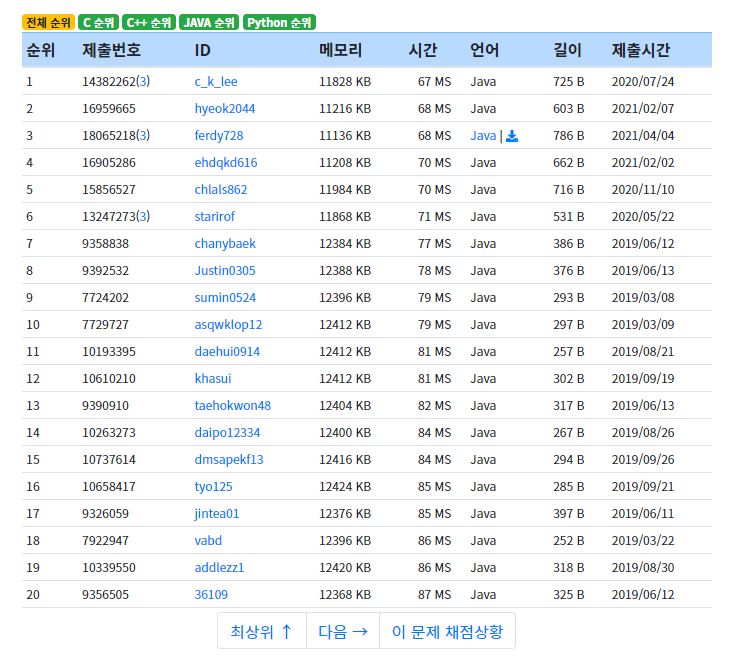 전체 순위 C 순위 C++ 순위 JAVA 순위 Python 순위
순위 제출번호 ID 메모리 시간 언어 길이 제출시간
1 14382262(3) c_k_lee 11828 KB 67 MS Java 725 B 2020/07/24
2 16959665 hyeok2044 11216 KB 68 MS Java 603 B 2021/02/07
3 18065218(3) ferdy728 11136 KB 68 MS Java | 786 B 2021/04/04
4 16905286 ehdqkd616 11208 KB 70 MS Java 662 B 2021/02/02
5 15856527 chlals862 11984 KB 70 MS Java 716 B 2020/11/10
6 13247273(3) starirof 11868 KB 71 MS Java 531 B 2020/05/22
7 9358838 chanybaek 12384 KB 77 MS Java 386 B 2019/06/12
8 9392532 Justin0305 12388 KB 78 MS Java 376 B 2019/06/13
9 7724202 sumin0524 12396 KB 79 MS Java 293 B 2019/03/08
10 7729727 asqwklop12 12412 KB 79 MS Java 297 B 2019/03/09
11 10193395 daehui0914 12412 KB 81 MS Java 257 B 2019/08/21
12 10610210 khasui 12412 KB 81 MS Java 302 B 2019/09/19
13 9390910 taehokwon48 12404 KB 82 MS Java 317 B 2019/06/13
14 10263273 daipo12334 12400 KB 84 MS Java 267 B 2019/08/26
15 10737614 dmsapekf13 12416 KB 84 MS Java 294 B 2019/09/26
16 10658417 tyo125 12424 KB 85 MS Java 285 B 2019/09/21
17 9326059 jintea01 12376 KB 85 MS Java 397 B 2019/06/11
18 7922947 vabd 12396 KB 86 MS Java 252 B 2019/03/22
19 10339550 addlezz1 12420 KB 86 MS Java 318 B 2019/08/30
20 9356505 36109 12368 KB 87 MS Java 325 B 2019/06/12
최상위 ↑ 다음 → 이 문제 채점상황